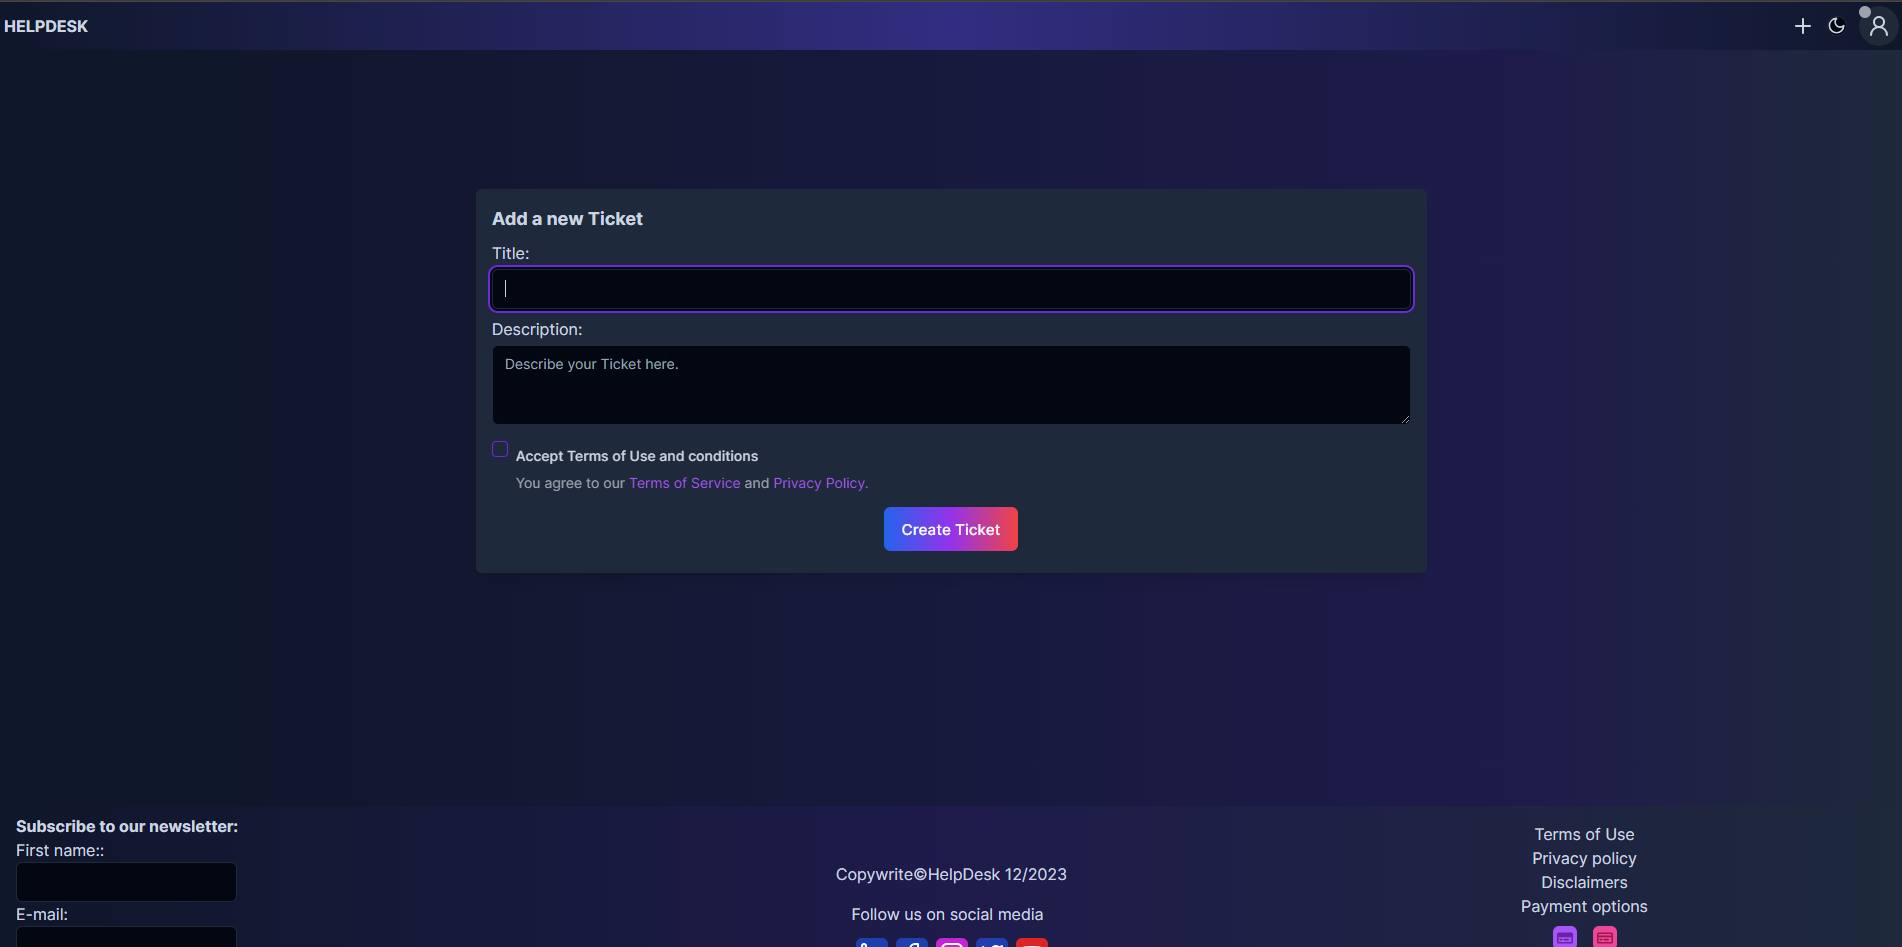 HELPDESK
Add a new Ticket
Title:
Description:
Describe your Ticket here.
Accept Terms of Use and conditions
You agree to our Terms of Service and Privacy Policy.
Create Ticket
Subscribe to our newsletter:
First name::
E-mail:
Copywrite©HelpDesk 12/2023
Follow us on social media
Terms of Use
Privacy policy
Disclaimers
Payment options